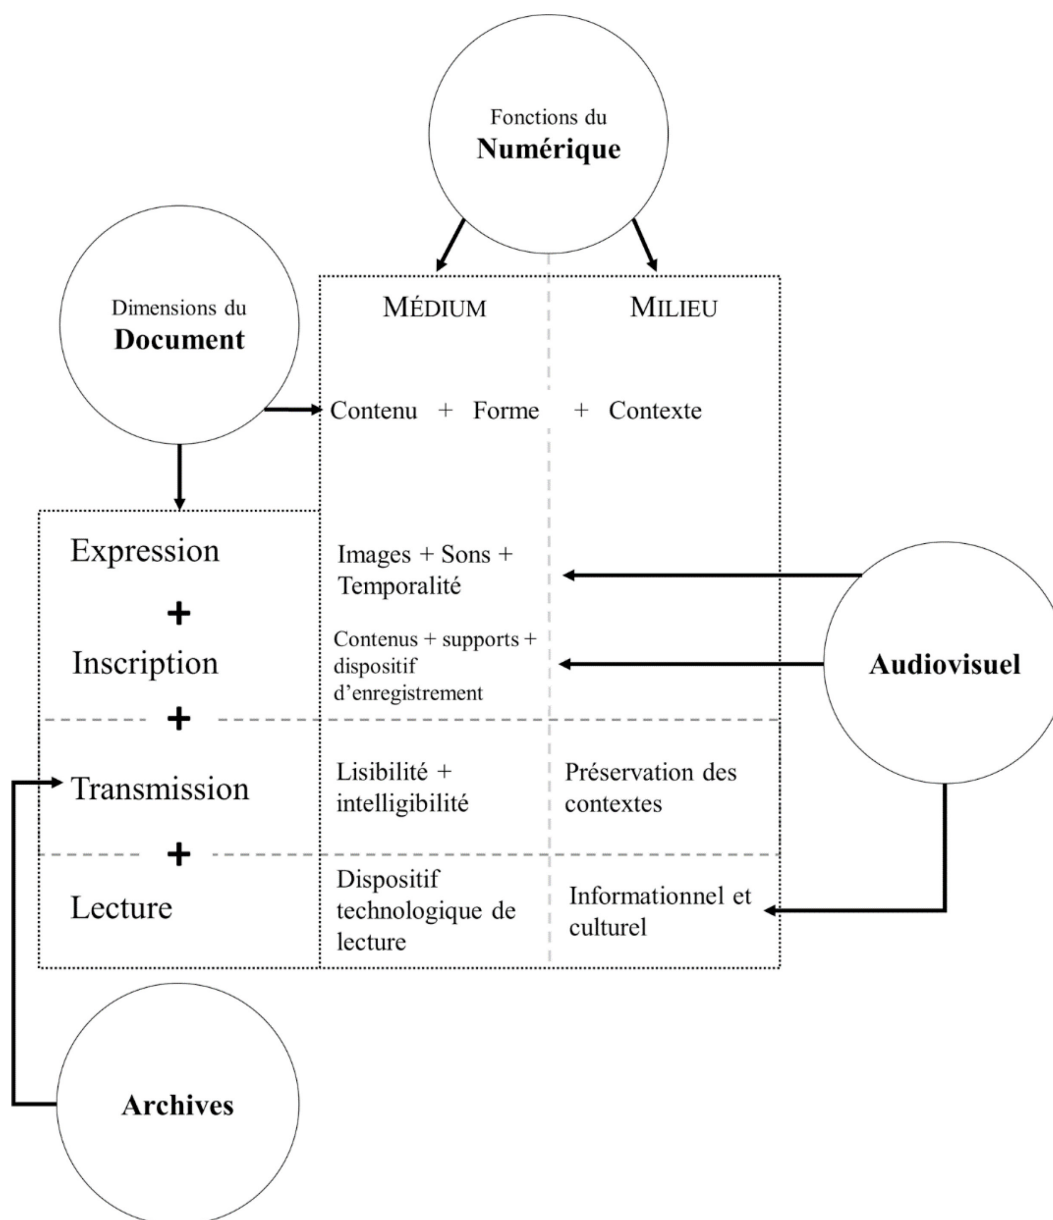 Fonctions du
Numérique
Dimensions du
Document
MÉDIUM
MILIEU
Contenu + Forme + Contexte
Expression
Images + Sons +
Temporalité
+
Inscription
Contenus + supports +
dispositif
d'enregistrement
Audiovisuel
+
Transmission
Lisibilité +
intelligibilité
Préservation des
contextes
+
Lecture
Dispositif
technologique de
lecture
Informationnel et
culturel
Archives